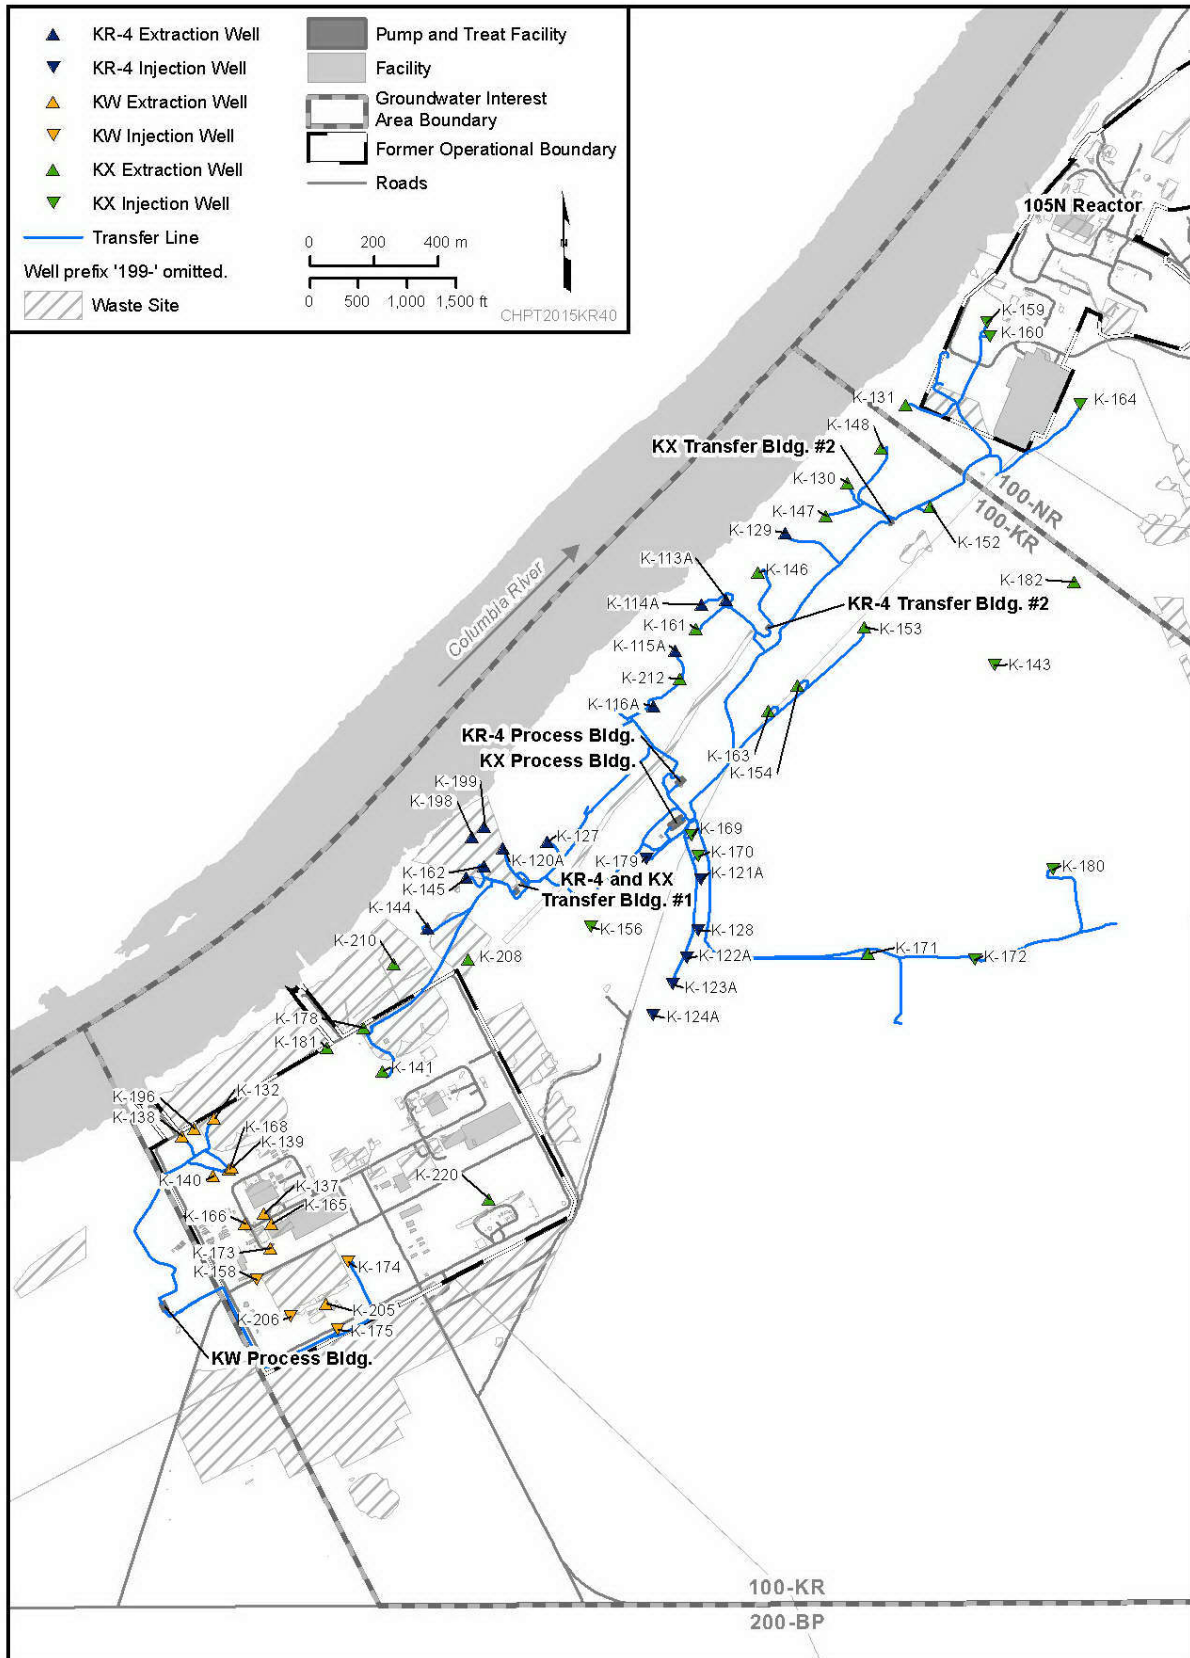 KR-4 Extraction Well
KR-4 Injection Well
KW Extraction Well
KW Injection Well
KX Extraction Well
KX Injection Well
Transfer Line
Well prefix '199-' omitted.
Waste Site
Pump and Treat Facility
Facility
Groundwater Interest
Area Boundary
Former Operational Boundary
Roads
0 200 400 m
0 500 1,000 1,500 ft
CHPT2015KR40
105N Reactor
K-159
K-160
K-131
K-164
K-148
KX Transfer Bldg. #2
K-130
100-NR
100-KR
K-147
K-129
K-152
K-113A
K-146
K-182
K-114A
KR-4 Transfer Bldg. #2
Columbia River
K-161
K-153
K-115A
K-143
K-212
K-116A
KR-4 Process Bldg.
K-163
KX Process Bldg.
K-154
K-199
K-198
K-127
K-169
K-179
K-170
K-120A
K-162
K-180
K-121A
K-145
KR-4 and KX
Transfer Bldg. #1
K-144
K-156
K-128
K-210
K-208
K-171
K-172
K-122A
K-123A
K-178
K-124A
K-181
K-141
K-196
K-132
K-138
K-168
K-139
K-140
K-220
K-137
K-166
K-165
K-173
K-174
K-158
K-205
K-206
K-175
KW Process Bldg.
100-KR
200-BP